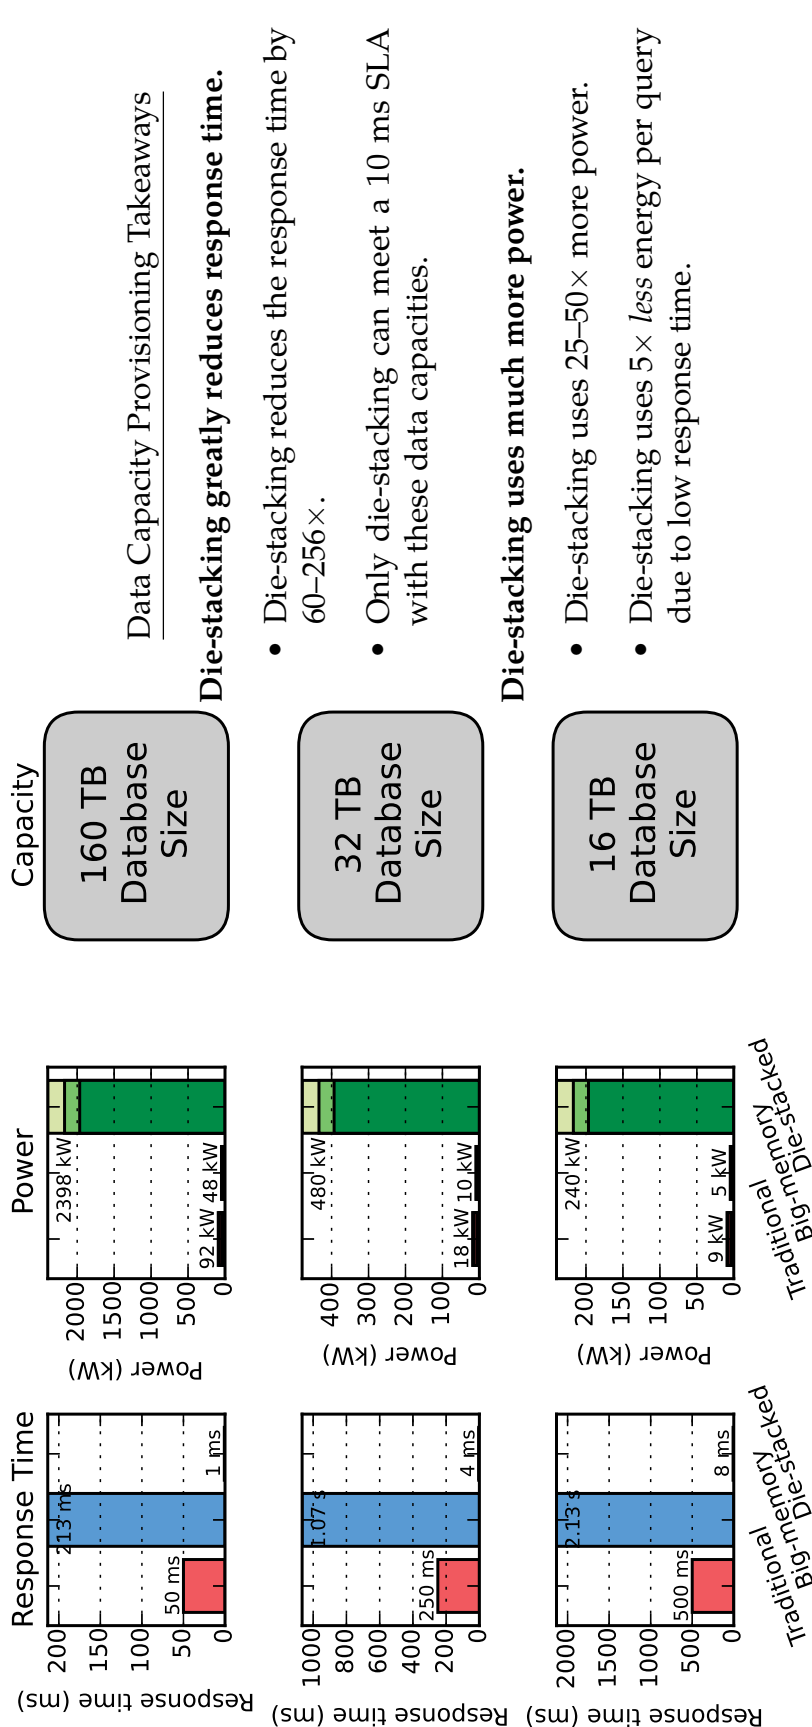 Response Time
Power
Capacity
Response time (ms)
0
50
100
150
200
50 ms
213 ms
1 ms
Power (kW)
0
500
1000
1500
2000
92 kW
48 kW
2398 kW
160 TB
Database
Size
Response time (ms)
0
200
400
600
800
1000
250 ms
1.07 s
4 ms
Power (kW)
0
100
200
300
400
18 kW
10 kW
480 kW
32 TB
Database
Size
Response time (ms)
0
500
1000
1500
2000
500 ms
2.13 s
8 ms
Traditional
Big-memory
Die-stacked
Power (kW)
0
50
100
150
200
9 kW
5 kW
240 kW
Traditional
Big-memory
Die-stacked
16 TB
Database
Size
Data Capacity Provisioning Takeaways
Die-stacking greatly reduces response time.
• Die-stacking reduces the response time by
60–256×.
• Only die-stacking can meet a 10 ms SLA
with these data capacities.
Die-stacking uses much more power.
• Die-stacking uses 25–50× more power.
• Die-stacking uses 5× less energy per query
due to low response time.